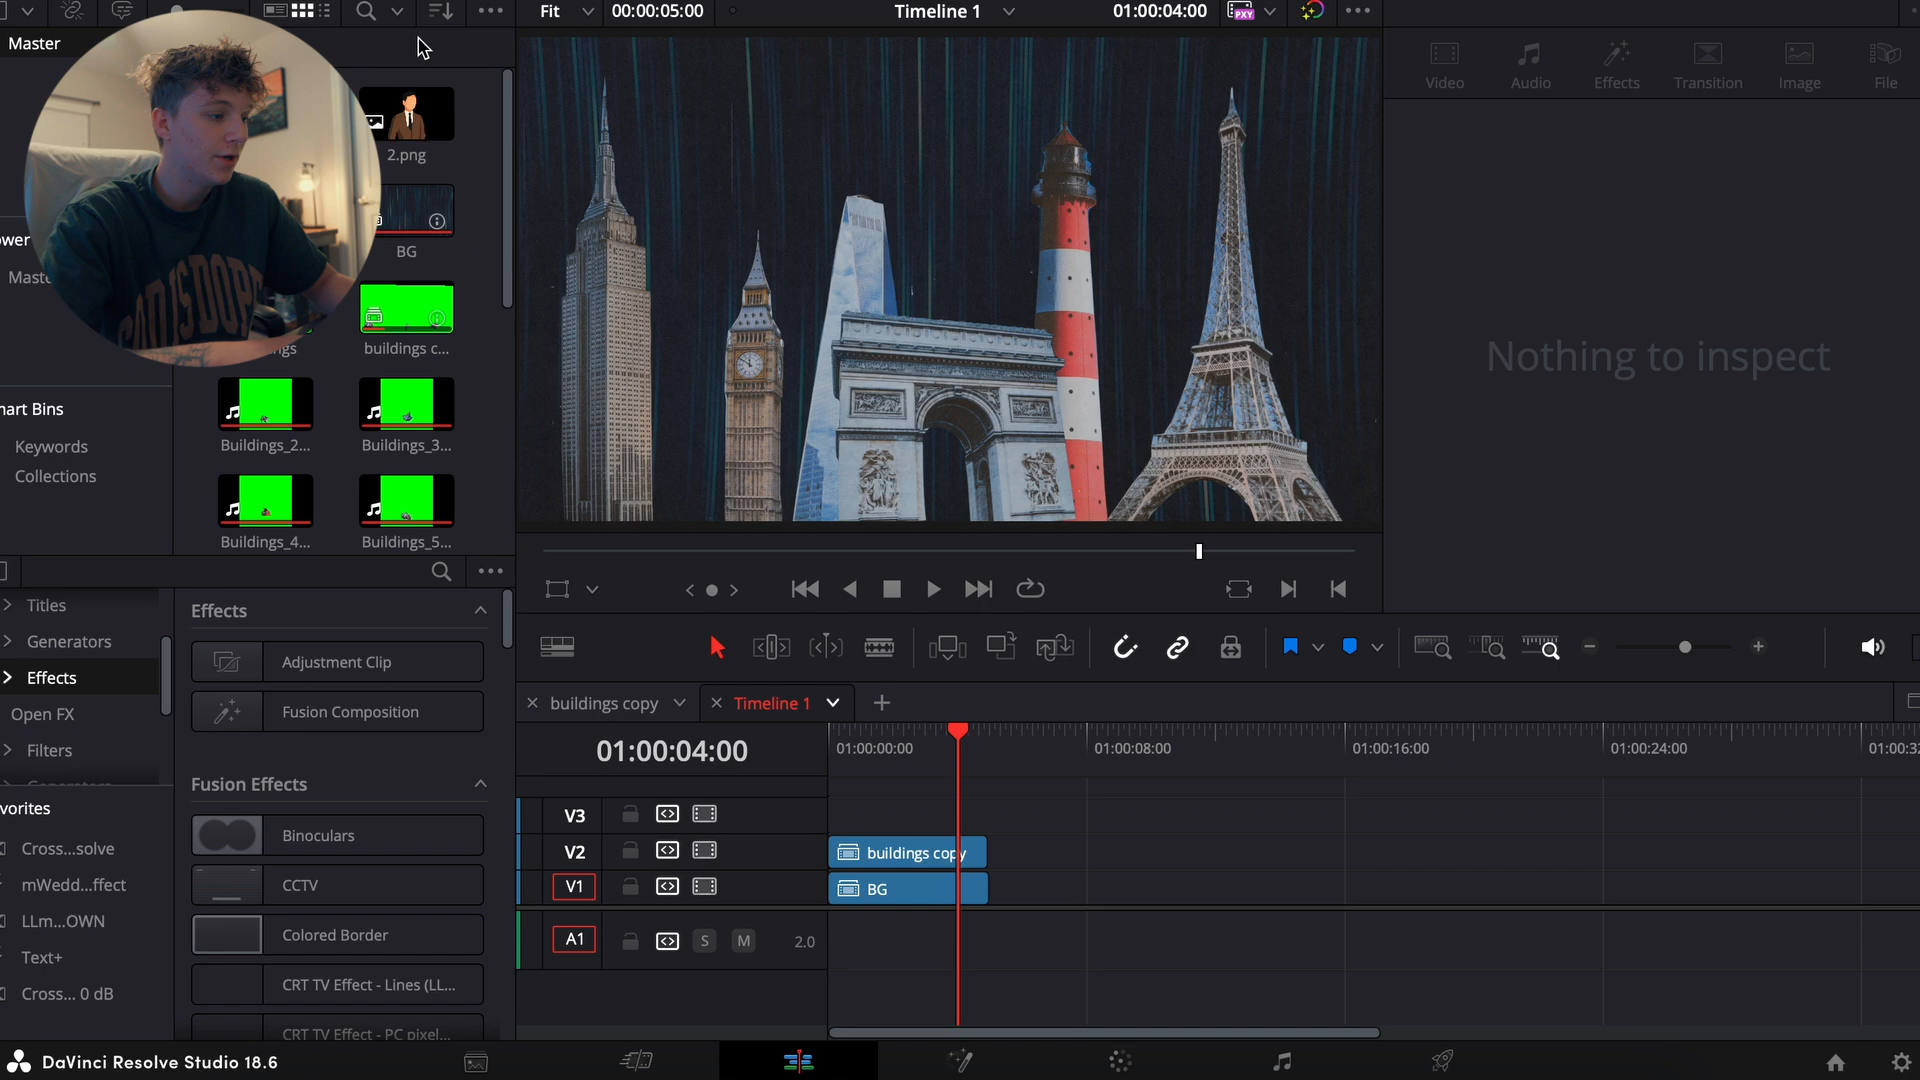 Fit
00:00:05:00
Timeline 1
01:00:04:00
PXY
Master
2.png
BG
buildings c...
Buildings_2...
Buildings_3...
Buildings_4...
Buildings_5...
Mast
Keywords
Collections
Video
Audio
Effects
Transition
Image
File
Nothing to inspect
Titles
Generators
Effects
Open FX
Filters
Effects
Adjustment Clip
Fusion Composition
Fusion Effects
Binoculars
CCTV
Colored Border
CRT TV Effect - Lines (LL...
CRT TV Effect - PC pixel...
vorites
Cross...solve
mWedd...ffect
LLm...OWN
Text+
Cross... 0 dB
buildings copy
Timeline 1
01:00:04:00
01:00:00:00
01:00:08:00
01:00:16:00
01:00:24:00
01:00:32
V3
V2
buildings copy
V1
BG
A1
S
M
2.0
DaVinci Resolve Studio 18.6